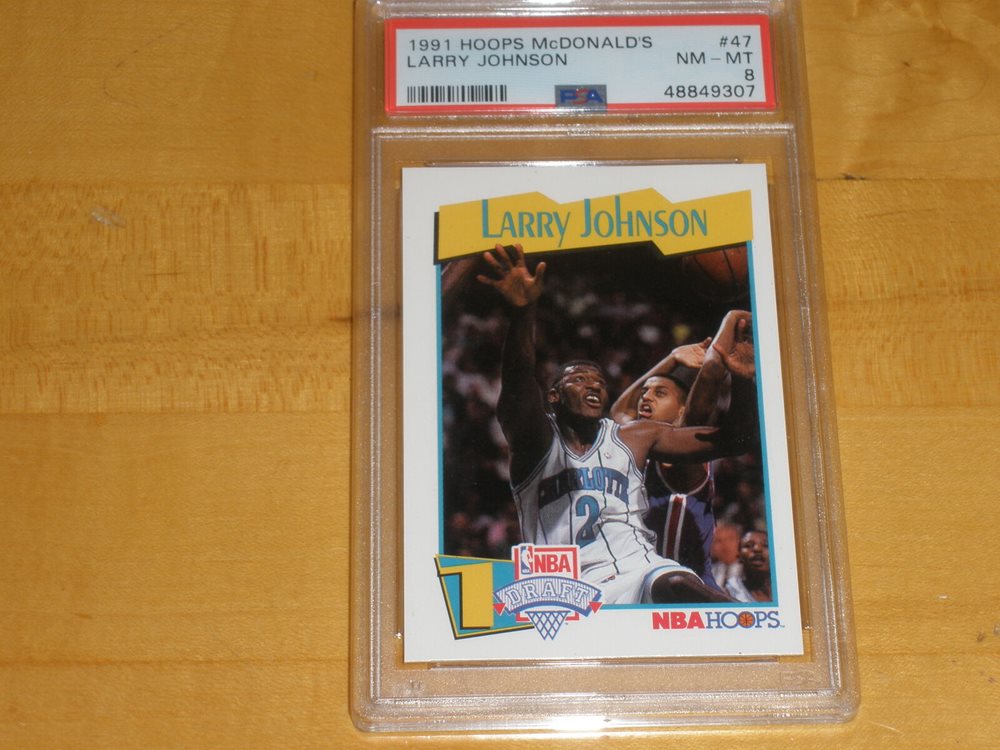 1991 HOOPS McDONALD'S #47
LARRY JOHNSON NM – MT
8
PSA 48849307
LARRY JOHNSON
CHARLOTTE
2
1
NBA
DRAFT
NBA HOOPS